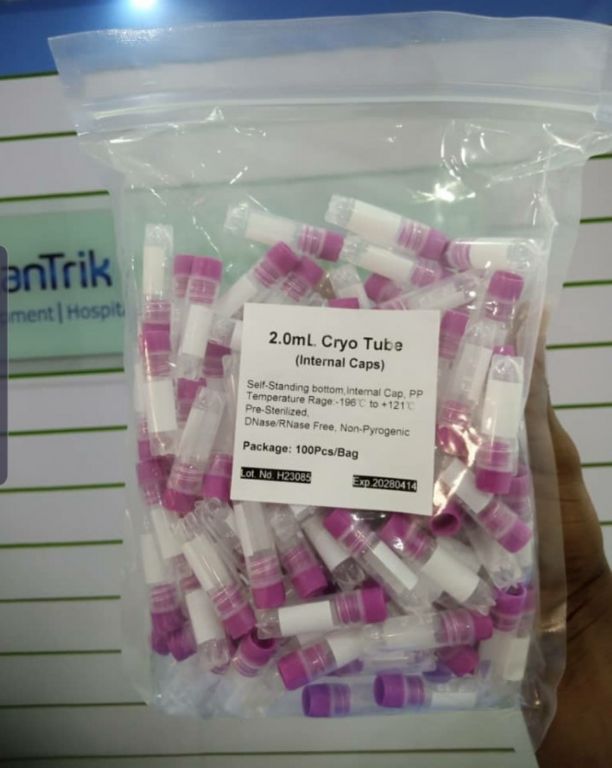 anTrik
ment | Hospit
2.0mL Cryo Tube
(Internal Caps)
Self-Standing bottom,Internal Cap, PP
Temperature Rage:-196℃ to +121℃
Pre-Sterilized,
DNase/RNase Free, Non-Pyrogenic
Package: 100Pcs/Bag
Lot. No. H23085 Exp.20280414